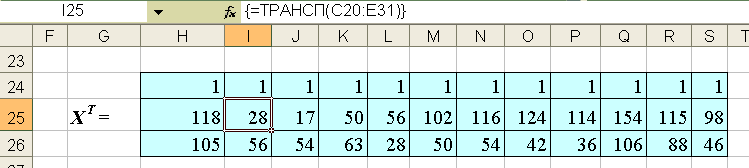 I25 fx {=ТРАНСП(C20:E31)}
F G H I J K L M N O P Q R S T
23
24 1 1 1 1 1 1 1 1 1 1 1 1
25 X^T = 118 28 17 50 56 102 116 124 114 154 115 98
26 105 56 54 63 28 50 54 42 36 106 88 46